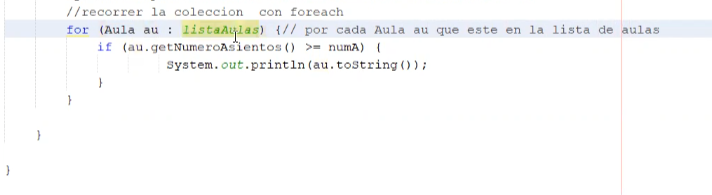 //recorrer la coleccion con foreach
for (Aula au : listaAulas) {// por cada Aula au que este en la lista de aulas
if (au.getNumeroAsientos() >= numA) {
System.out.println(au.toString());
}
}
}
}